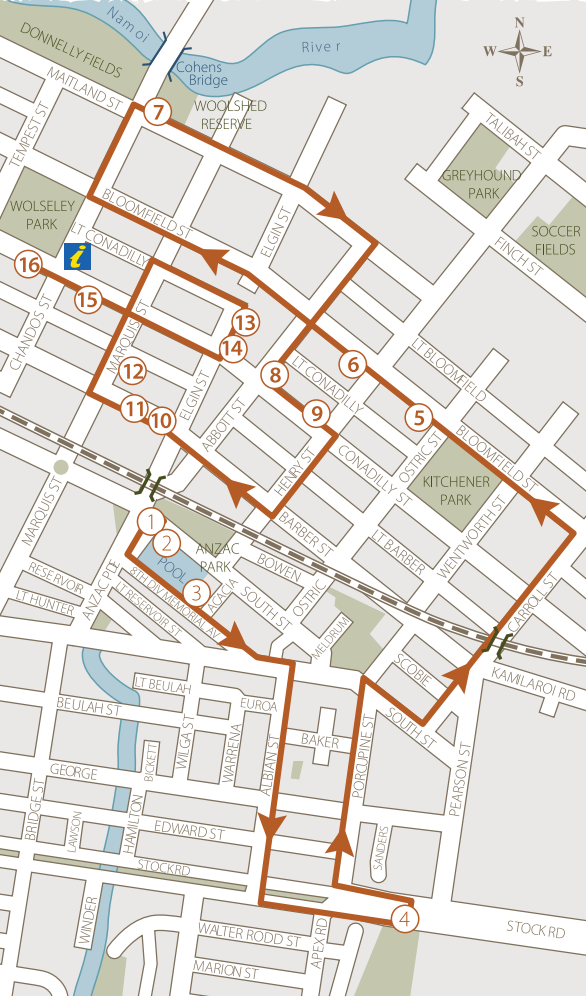 Namoi
River
DONNELLY FIELDS
Cohens
Bridge
N
W
E
S
MAITLAND ST
7
WOOLSHED
RESERVE
TEMPEST ST
TALIBAH ST
GREYHOUND
PARK
WOLSELEY
PARK
BLOOMFIELD ST
LT CONADILLY
ELGIN ST
SOCCER
FIELDS
FINCH ST
i
16
15
13
14
CHANDOS ST
MARQUIS ST
12
8
6
LT BLOOMFIELD
LT CONADILLY
11
10
ELGIN ST
ABBOTT ST
9
5
BLOOMFIELD ST
CONADILLY ST
OSTRIC ST
KITCHENER
PARK
HENRY ST
MARQUIS ST
1
2
ANZAC
PARK
BARBER ST
LT BARBER
WENTWORTH ST
BOWEN
POOL
3
RESERVOIR
LT HUNTER
ANZAC PDE
8TH DIV MEMORIAL AV
LT RESERVOIR ST
ACACIA
SOUTH ST
OSTRIC
MELDRUM
CARROLL ST
SCOBIE
KAMILAROI RD
SOUTH ST
LT BEULAH
BEULAH ST
EUROA
BAKER
PORCUPINE ST
PEARSON ST
WILGA ST
WARRENA
ALBIAN ST
BICKETT
GEORGE
BRIDGE ST
LAWSON
HAMILTON
EDWARD ST
SANDERS
STOCKRD
4
STOCK RD
WINDER
WALTER RODD ST
APEX RD
MARION ST